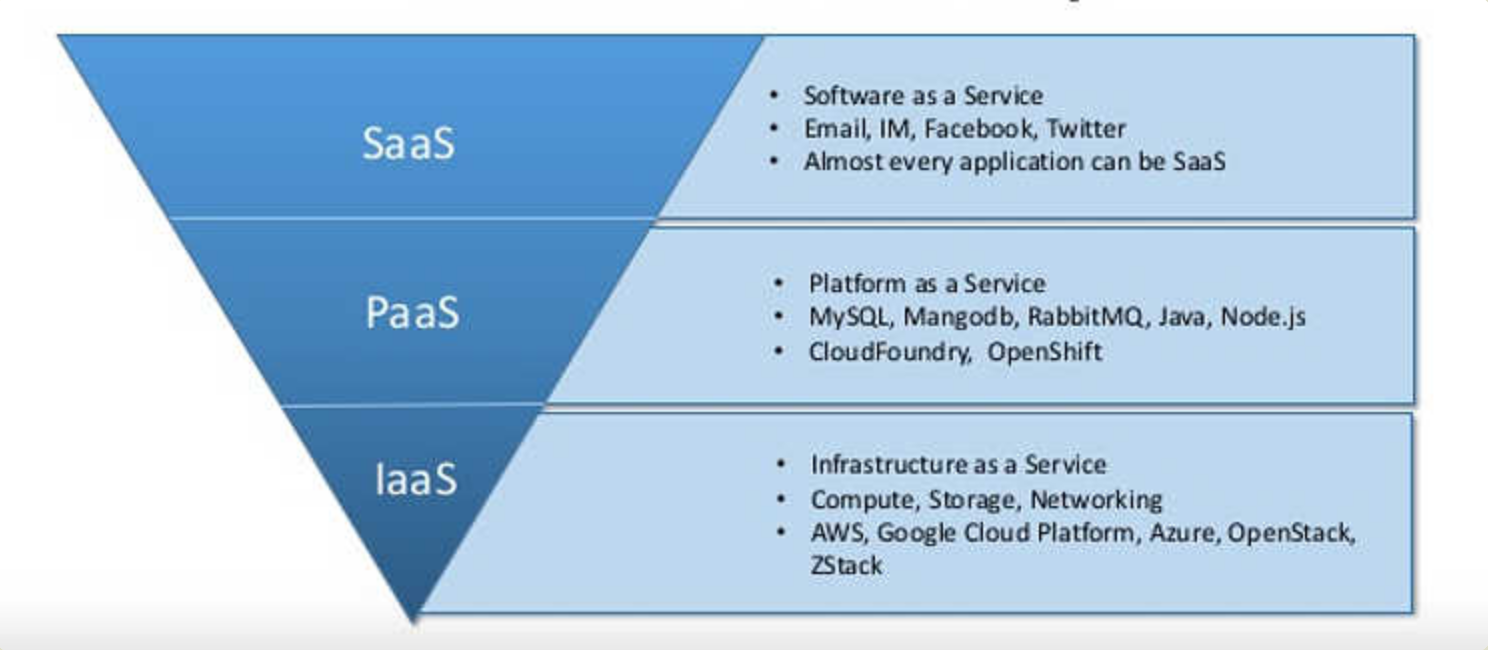 SaaS
• Software as a Service
• Email, IM, Facebook, Twitter
• Almost every application can be SaaS
PaaS
• Platform as a Service
• MySQL, Mangodb, RabbitMQ, Java, Node.js
• CloudFoundry, OpenShift
IaaS
• Infrastructure as a Service
• Compute, Storage, Networking
• AWS, Google Cloud Platform, Azure, OpenStack,
ZStack